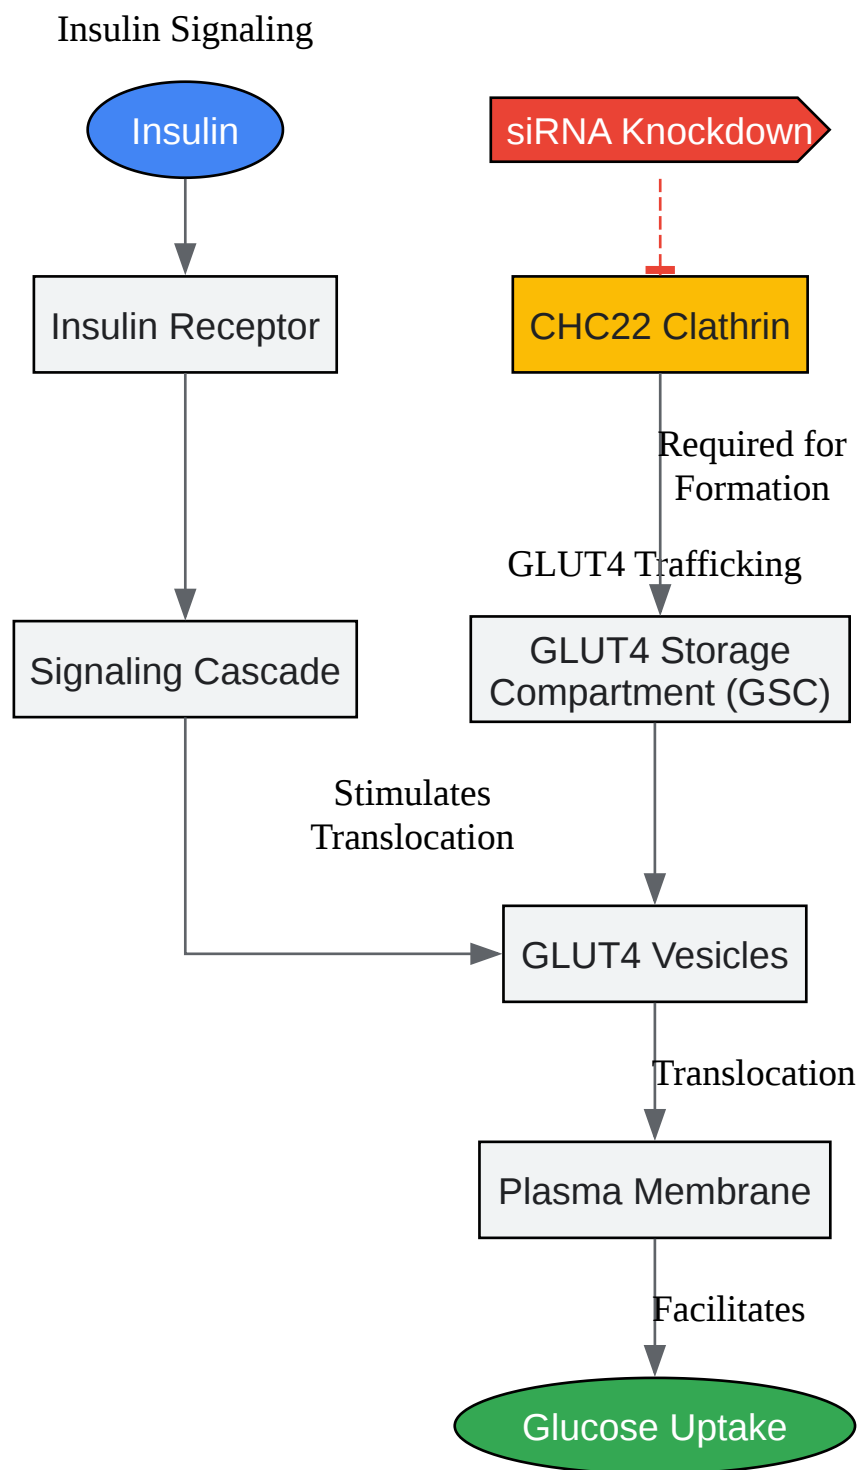 Insulin Signaling
Insulin
siRNA Knockdown
Insulin Receptor
CHC22 Clathrin
Required for
Formation
GLUT4 Trafficking
Signaling Cascade
GLUT4 Storage
Compartment (GSC)
Stimulates
Translocation
GLUT4 Vesicles
Translocation
Plasma Membrane
Facilitates
Glucose Uptake